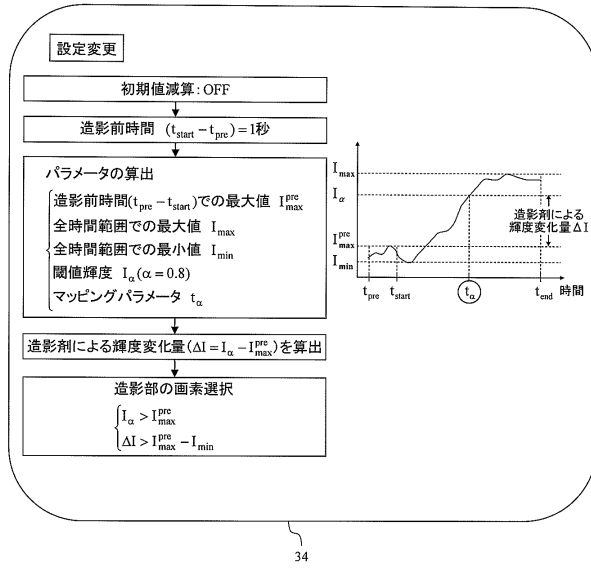 設定変更
初期値減算：OFF
造影前時間 (t_start − t_pre) = 1秒
パラメータの算出
造影前時間(t_pre − t_start)での最大値 I_max^pre
全時間範囲での最大値 I_max
全時間範囲での最小値 I_min
閾値輝度 I_α(α = 0.8)
マッピングパラメータ t_α
造影剤による輝度変化量(ΔI = I_α − I_max^pre)を算出
造影部の画素選択
I_α > I_max^pre
ΔI > I_max^pre − I_min
I_max
I_α
I_max^pre
I_min
造影剤による
輝度変化量ΔI
t_pre
t_start
t_α
t_end
時間
34